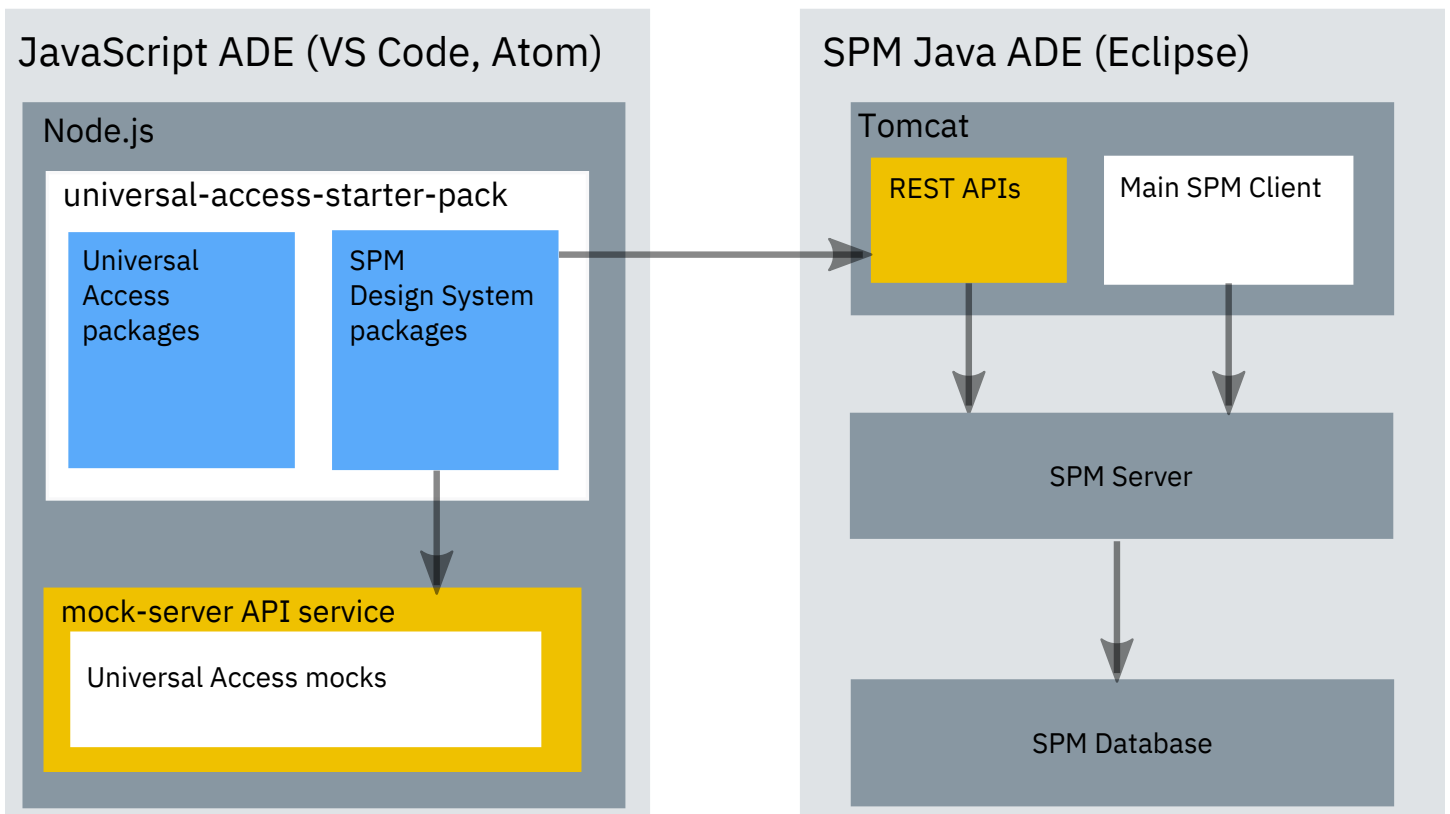 JavaScript ADE (VS Code, Atom)
Node.js
universal-access-starter-pack
Universal
Access
packages
SPM
Design System
packages
mock-server API service
Universal Access mocks
SPM Java ADE (Eclipse)
Tomcat
REST APIs
Main SPM Client
SPM Server
SPM Database